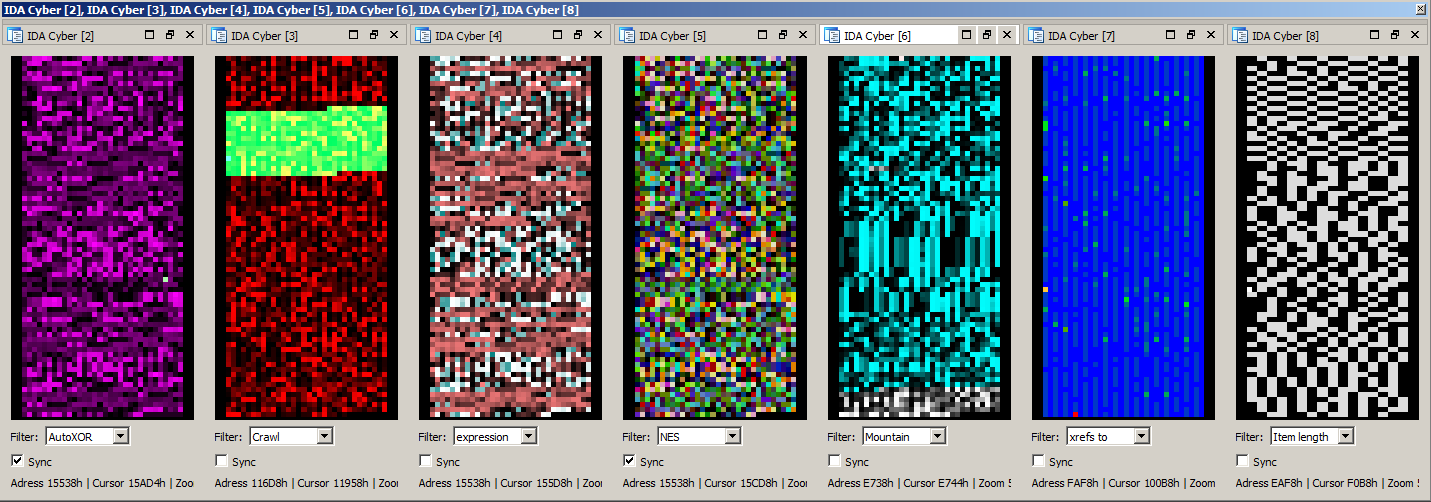 IDA Cyber [2], IDA Cyber [3], IDA Cyber [4], IDA Cyber [5], IDA Cyber [6], IDA Cyber [7], IDA Cyber [8]
IDA Cyber [2] IDA Cyber [3] IDA Cyber [4] IDA Cyber [5] IDA Cyber [6] IDA Cyber [7] IDA Cyber [8]
Filter: AutoXOR Filter: Crawl Filter: expression Filter: NES Filter: Mountain Filter: xrefs to Filter: Item length
Sync Sync Sync Sync Sync Sync Sync
Adress 15538h | Cursor 15AD4h | Zoo Adress 116D8h | Cursor 11958h | Zoo Adress 15538h | Cursor 155D8h | Zoo Adress 15538h | Cursor 15CD8h | Zoo Adress E738h | Cursor E744h | Zoom 5 Adress FAF8h | Cursor 100B8h | Zoom Adress EAF8h | Cursor F0B8h | Zoom